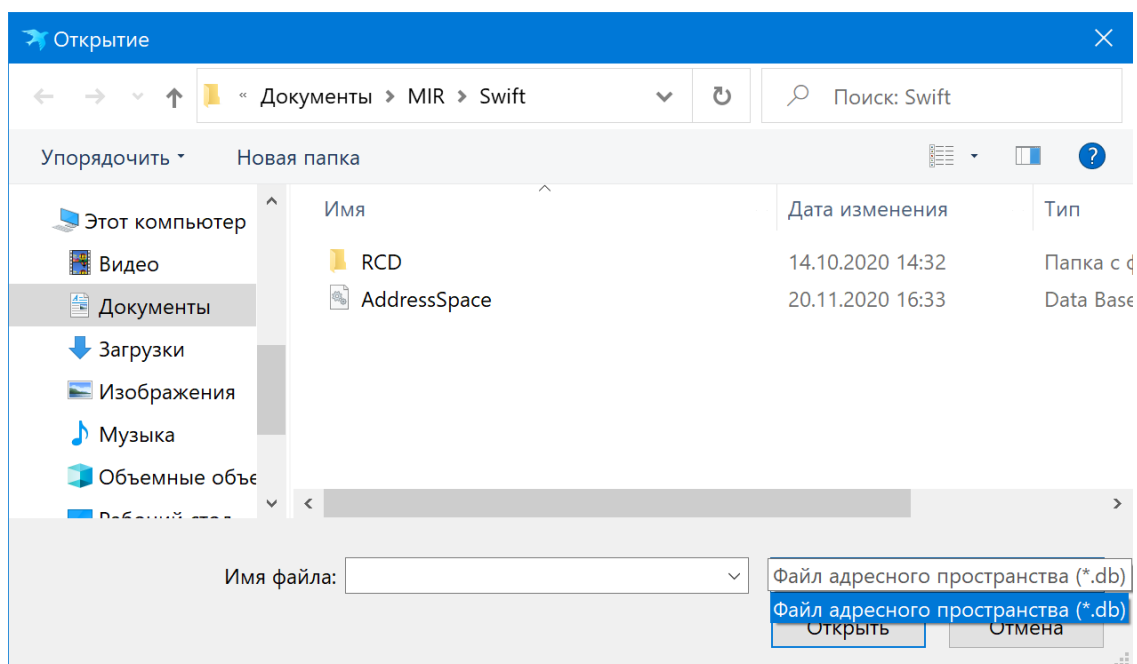 Открытие
« Документы > MIR > Swift
Поиск: Swift
Упорядочить
Новая папка
?
Имя
Дата изменения
Тип
Этот компьютер
Видео
Документы
Загрузки
Изображения
Музыка
Объемные объе
Рабочий стол
RCD
14.10.2020 14:32
Папка с ф
AddressSpace
20.11.2020 16:33
Data Base
Имя файла:
Файл адресного пространства (*.db)
Файл адресного пространства (*.db)
Открыть
Отмена